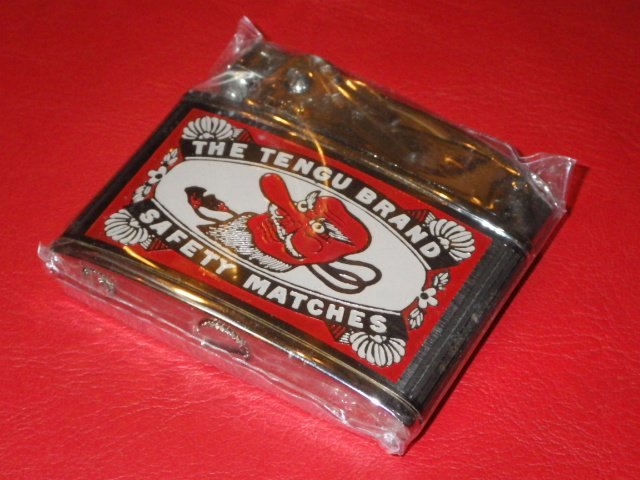 THE TENGU BRAND
SAFETY MATCHES